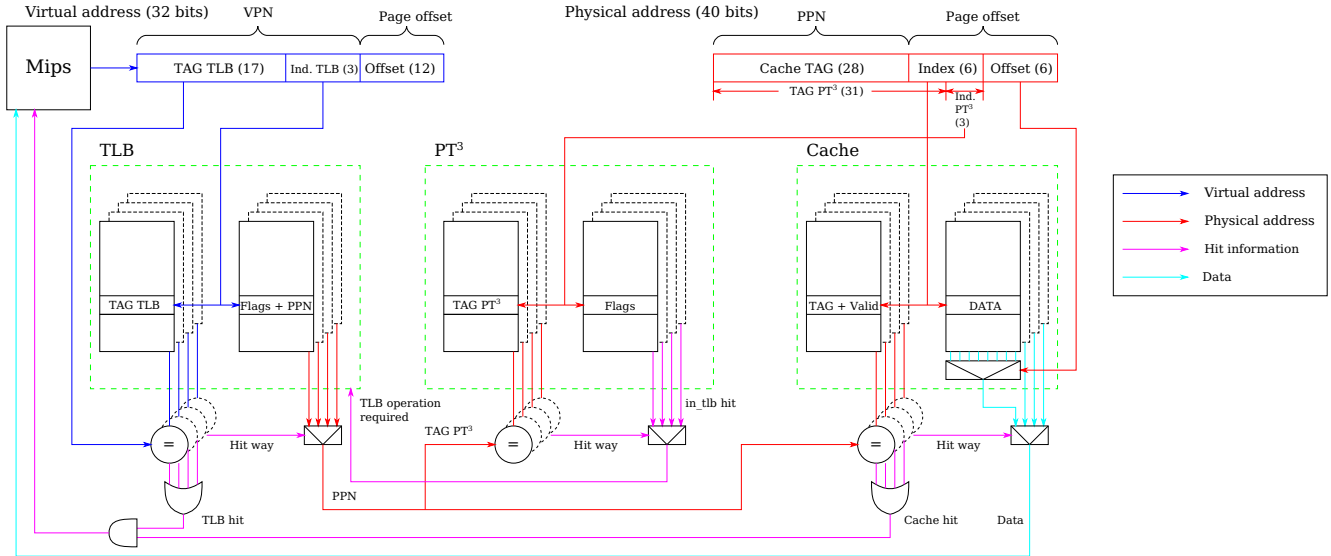 Virtual address (32 bits)
VPN
Page offset
Physical address (40 bits)
PPN
Page offset
Mips
TAG TLB (17)
Ind. TLB (3)
Offset (12)
Cache TAG (28)
Index (6)
Offset (6)
TAG PT³ (31)
Ind.
PT³
(3)
TLB
PT³
Cache
TAG TLB
Flags + PPN
TAG PT³
Flags
TAG + Valid
DATA
Virtual address
Physical address
Hit information
Data
TLB operation
required
in_tlb hit
TAG PT³
=
Hit way
=
Hit way
=
Hit way
PPN
TLB hit
Cache hit
Data